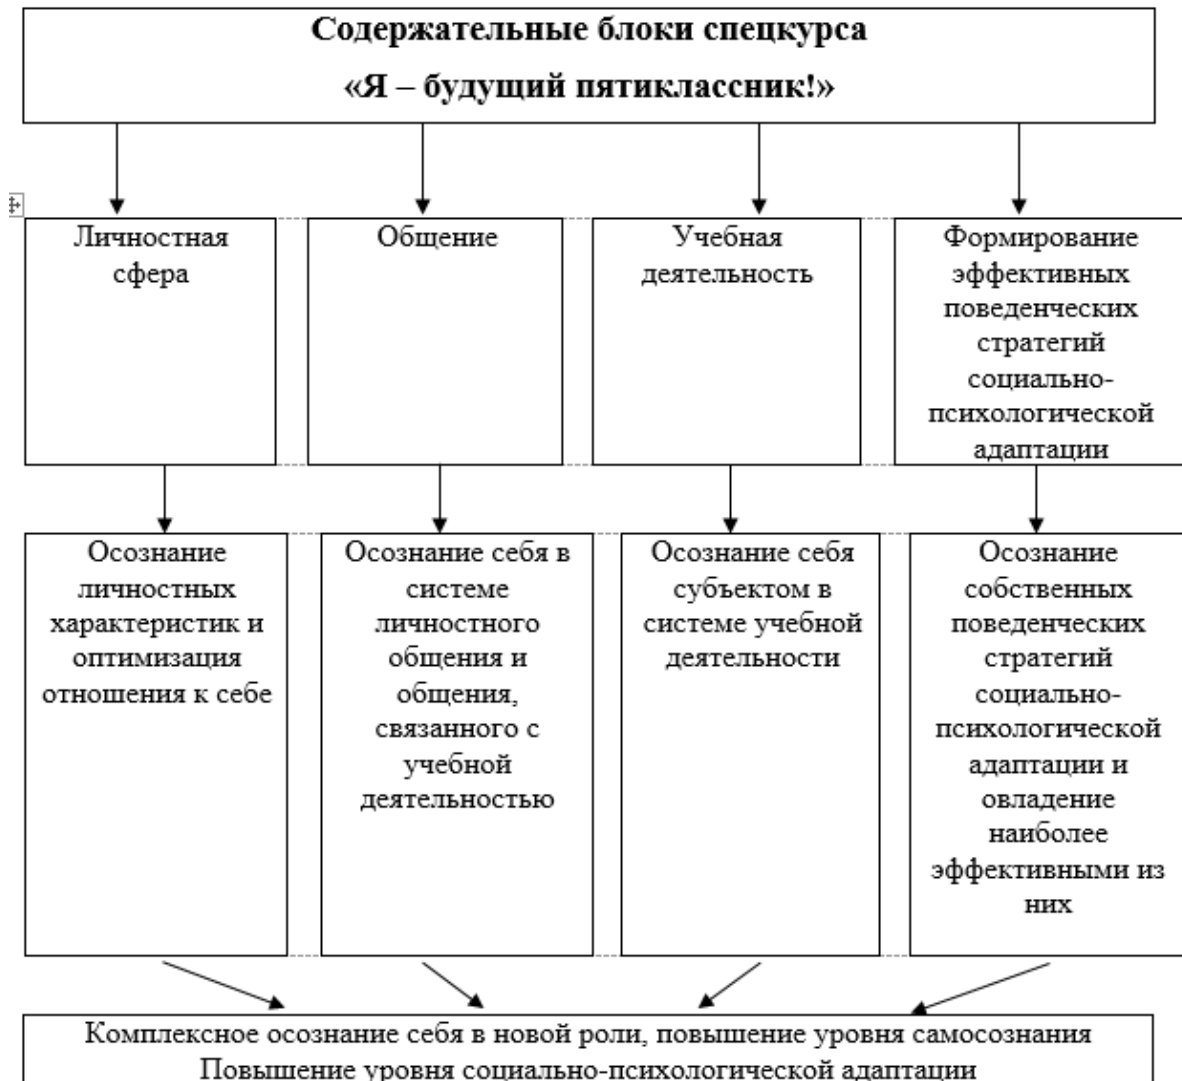 Содержательные блоки спецкурса
«Я – будущий пятиклассник!»
Личностная
сфера
Общение
Учебная
деятельность
Формирование
эффективных
поведенческих
стратегий
социально-
психологической
адаптации
Осознание
личностных
характеристик и
оптимизация
отношения к себе
Осознание себя в
системе
личностного
общения и
общения,
связанного с
учебной
деятельностью
Осознание себя
субъектом в
системе учебной
деятельности
Осознание
собственных
поведенческих
стратегий
социально-
психологической
адаптации и
овладение
наиболее
эффективными из
них
Комплексное осознание себя в новой роли, повышение уровня самосознания
Повышение уровня социально-психологической адаптации